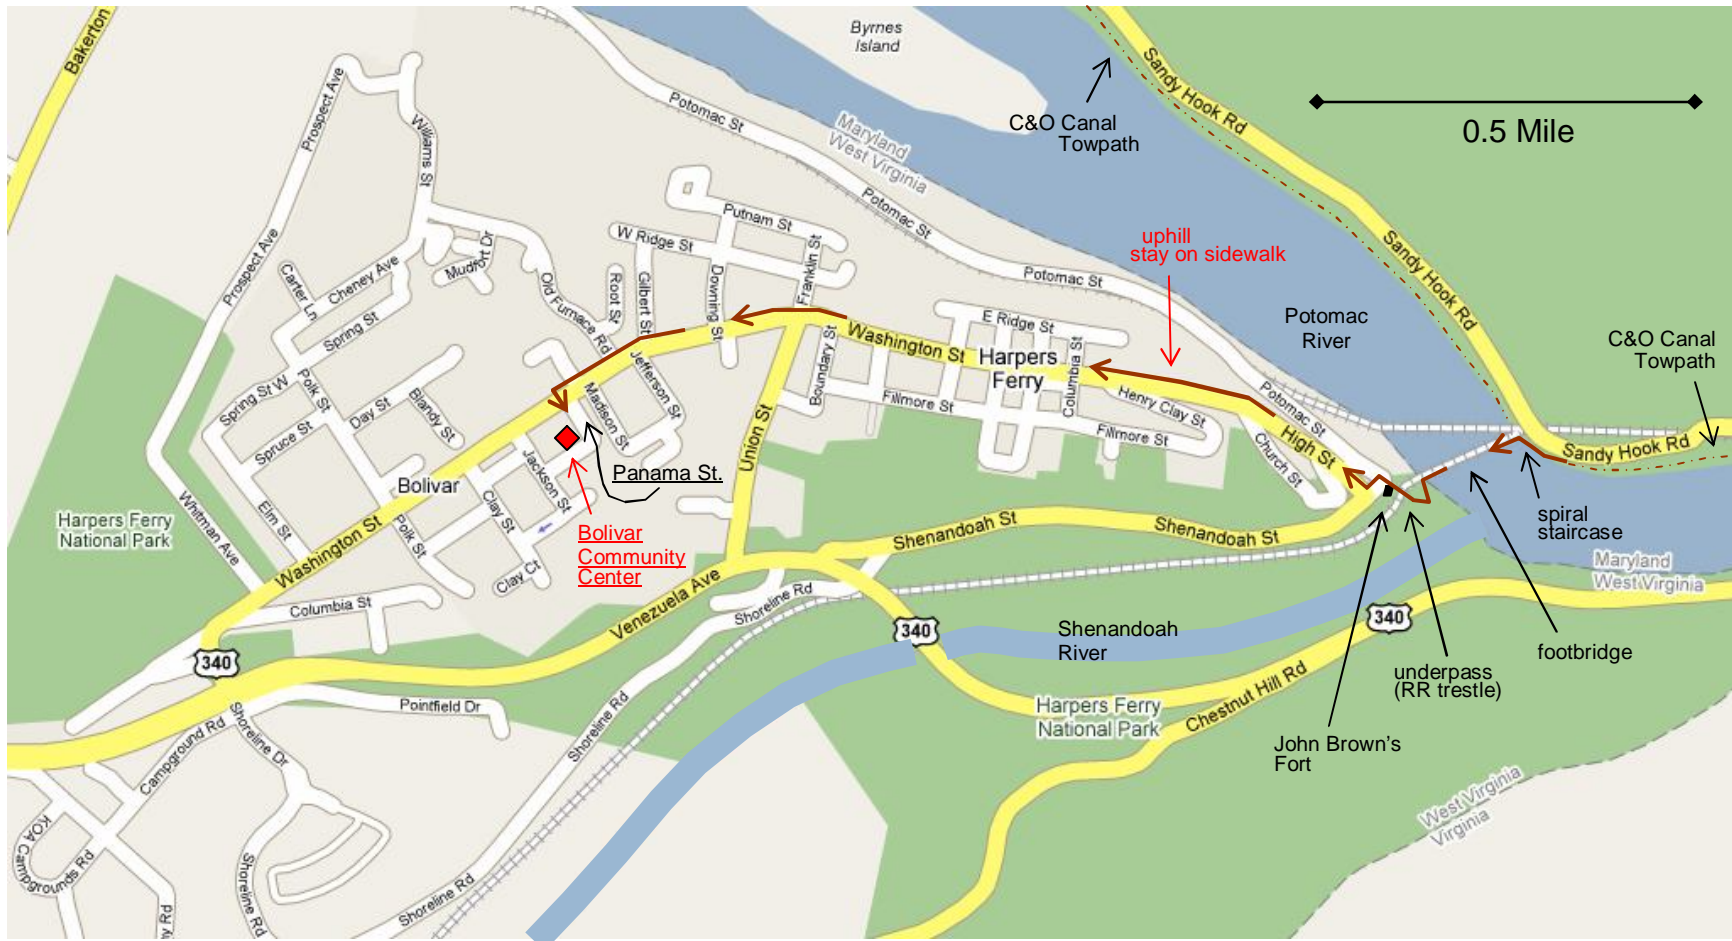 Bakerton
Byrnes
Island
Sandy Hook Rd
C&O Canal
Towpath
0.5 Mile
Prospect Ave
Williams St
Potomac St
Maryland
West Virginia
Potomac St
Putnam St
W Ridge St
Franklin St
uphill
stay on sidewalk
Sandy Hook Rd
Prospect Ave
Carter Ln
Cheney Ave
Mudfort Dr
Old Furnace Rd
Root St
Gilbert St
Downing St
Potomac St
Spring St
E Ridge St
Potomac
River
Sandy Hook Rd
C&O Canal
Towpath
Washington St
Harpers
Ferry
Boundary St
Columbia St
Jefferson St
Madison St
Spring St W
Polk St
Day St
Blandy St
Fillmore St
Henry Clay St
Potomac St
Fillmore St
High St
Church St
Sandy Hook Rd
Spruce St
Union St
Panama St.
Bolivar
Jackson St
Whitman Ave
Elm St
Clay St
Polk St
Harpers Ferry
National Park
Washington St
Bolivar
Community
Center
Shenandoah St
Shenandoah St
spiral
staircase
Maryland
West Virginia
Clay Ct
Columbia St
Venezuela Ave
Shoreline Rd
340
340
340
Shenandoah
River
footbridge
underpass
(RR trestle)
Pointfield Dr
Shoreline Dr
Campground Rd
Shoreline Rd
Harpers Ferry
National Park
Chestnut Hill Rd
John Brown's
Fort
West Virginia
Virginia
KOA Campgrounds Rd
Shoreline Rd
Shoreline Rd